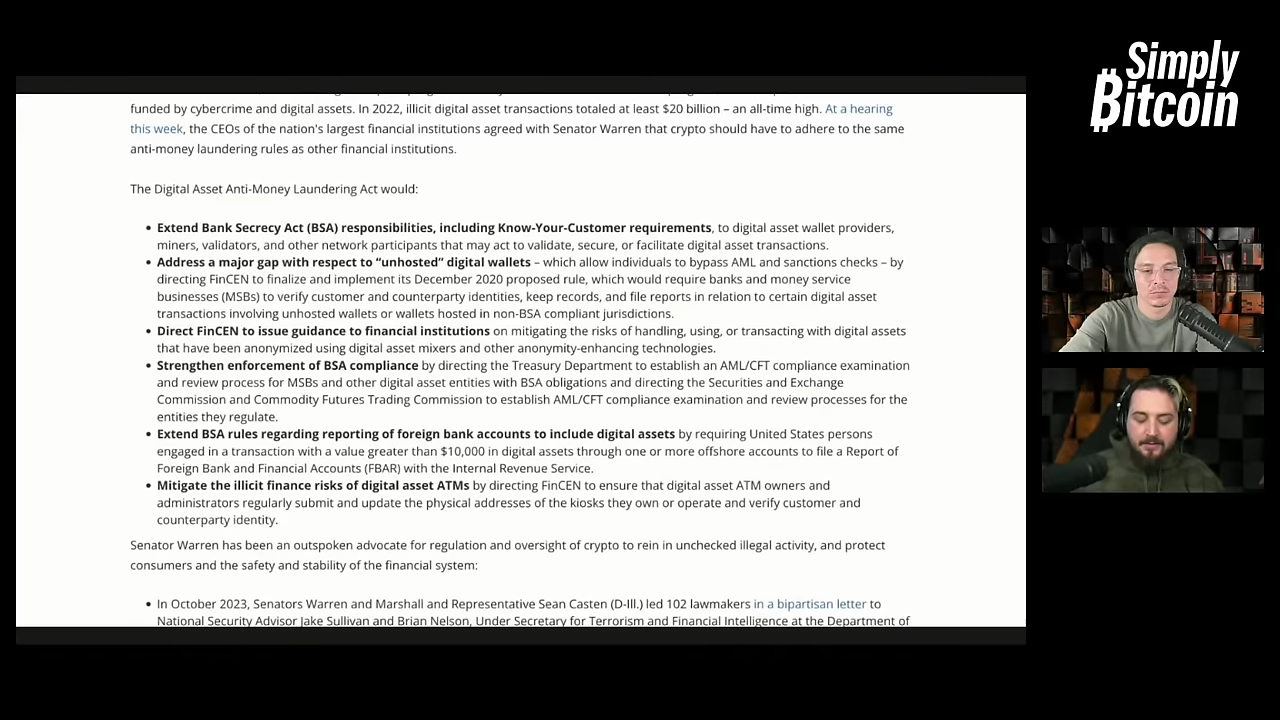 funded by cybercrime and digital assets. In 2022, illicit digital asset transactions totaled at least $20 billion – an all-time high. At a hearing
this week, the CEOs of the nation's largest financial institutions agreed with Senator Warren that crypto should have to adhere to the same
anti-money laundering rules as other financial institutions.
The Digital Asset Anti-Money Laundering Act would:
• Extend Bank Secrecy Act (BSA) responsibilities, including Know-Your-Customer requirements, to digital asset wallet providers,
miners, validators, and other network participants that may act to validate, secure, or facilitate digital asset transactions.
• Address a major gap with respect to “unhosted” digital wallets – which allow individuals to bypass AML and sanctions checks – by
directing FinCEN to finalize and implement its December 2020 proposed rule, which would require banks and money service
businesses (MSBs) to verify customer and counterparty identities, keep records, and file reports in relation to certain digital asset
transactions involving unhosted wallets or wallets hosted in non-BSA compliant jurisdictions.
• Direct FinCEN to issue guidance to financial institutions on mitigating the risks of handling, using, or transacting with digital assets
that have been anonymized using digital asset mixers and other anonymity-enhancing technologies.
• Strengthen enforcement of BSA compliance by directing the Treasury Department to establish an AML/CFT compliance examination
and review process for MSBs and other digital asset entities with BSA obligations and directing the Securities and Exchange
Commission and Commodity Futures Trading Commission to establish AML/CFT compliance examination and review processes for the
entities they regulate.
• Extend BSA rules regarding reporting of foreign bank accounts to include digital assets by requiring United States persons
engaged in a transaction with a value greater than $10,000 in digital assets through one or more offshore accounts to file a Report of
Foreign Bank and Financial Accounts (FBAR) with the Internal Revenue Service.
• Mitigate the illicit finance risks of digital asset ATMs by directing FinCEN to ensure that digital asset ATM owners and
administrators regularly submit and update the physical addresses of the kiosks they own or operate and verify customer and
counterparty identity.
Senator Warren has been an outspoken advocate for regulation and oversight of crypto to rein in unchecked illegal activity, and protect
consumers and the safety and stability of the financial system:
• In October 2023, Senators Warren and Marshall and Representative Sean Casten (D-Ill.) led 102 lawmakers in a bipartisan letter to
National Security Advisor Jake Sullivan and Brian Nelson, Under Secretary for Terrorism and Financial Intelligence at the Department of
Simply
₿itcoin